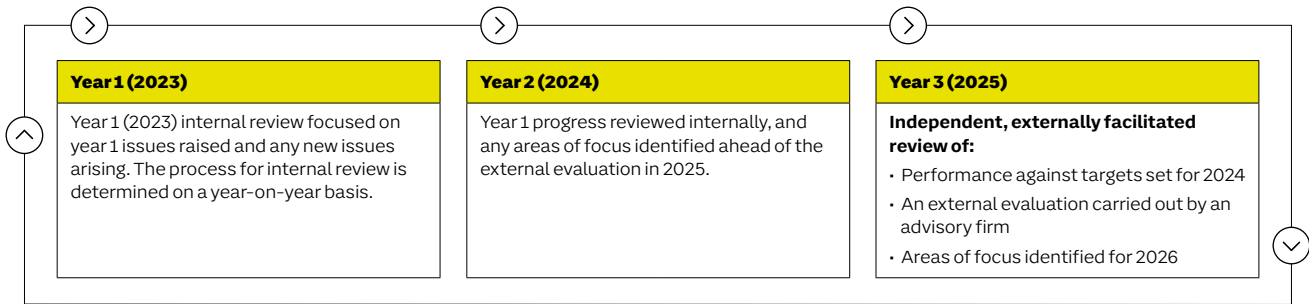 Year 1 (2023)
Year 1 (2023) internal review focused on
year 1 issues raised and any new issues
arising. The process for internal review is
determined on a year-on-year basis.
Year 2 (2024)
Year 1 progress reviewed internally, and
any areas of focus identified ahead of the
external evaluation in 2025.
Year 3 (2025)
Independent, externally facilitated
review of:
• Performance against targets set for 2024
• An external evaluation carried out by an
advisory firm
• Areas of focus identified for 2026